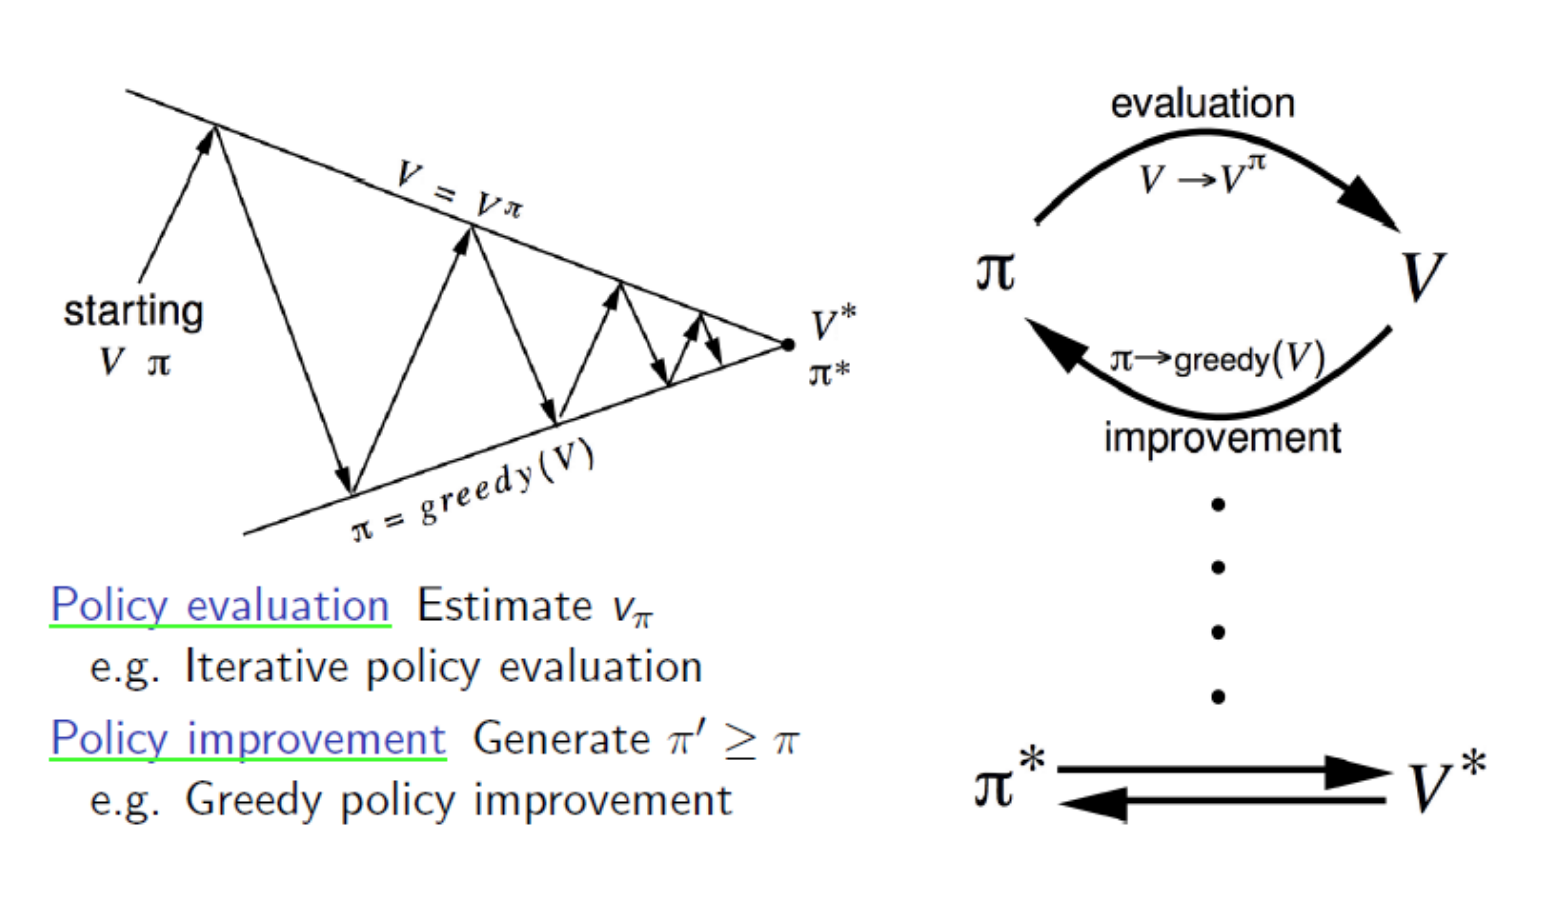 V = V^π
starting
V π
π = greedy(V)
V*
π*
Policy evaluation Estimate v_π
e.g. Iterative policy evaluation
Policy improvement Generate π′ ≥ π
e.g. Greedy policy improvement
evaluation
V → V^π
π
V
π→greedy(V)
improvement
π*
V*